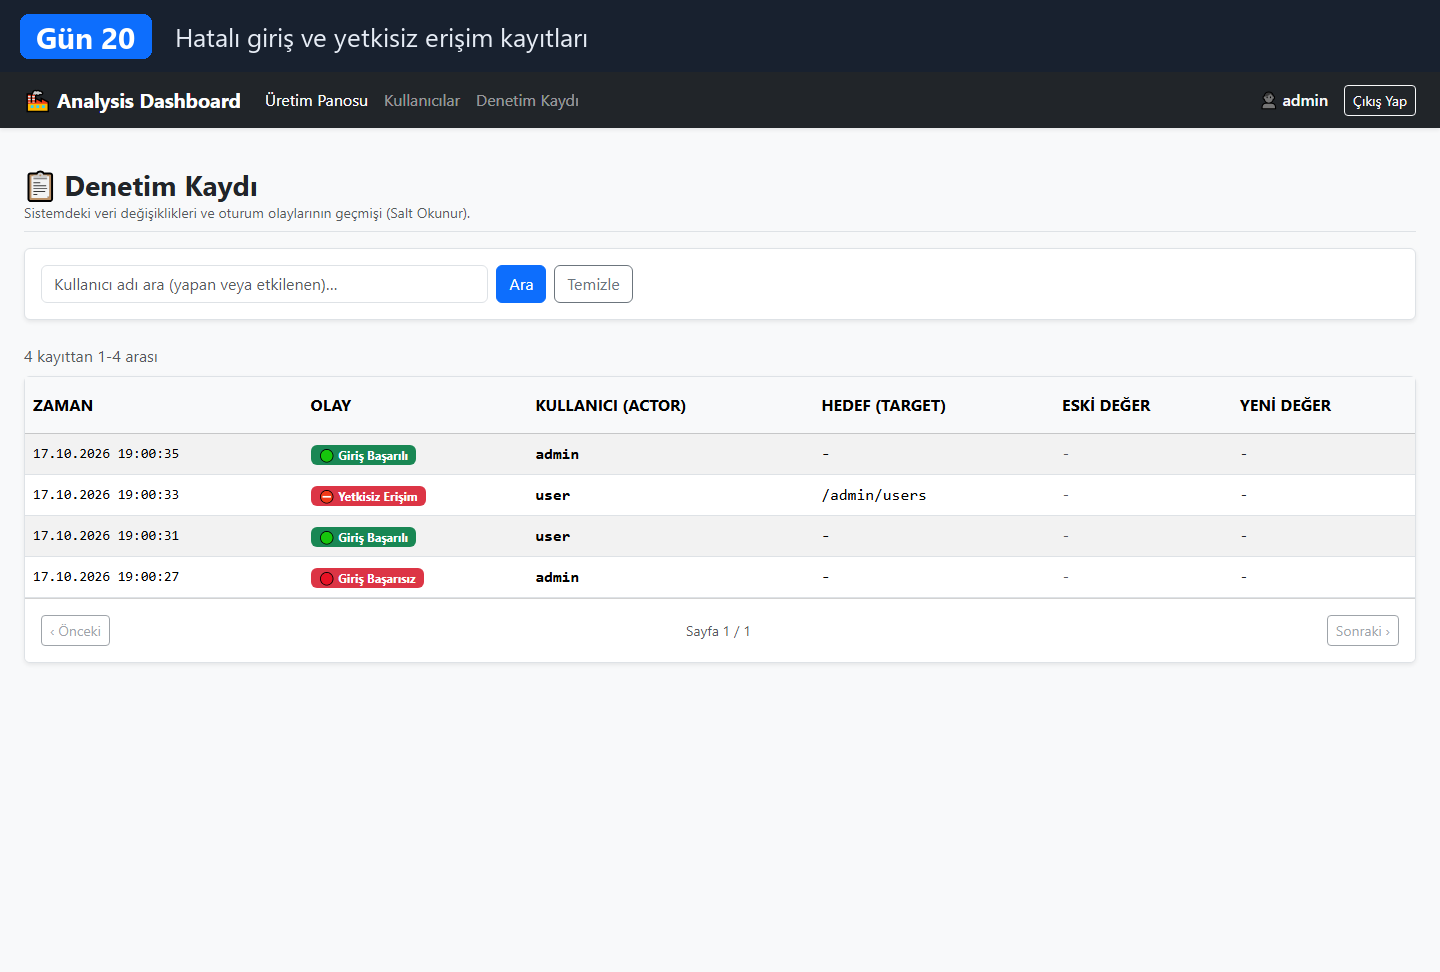 Gün 20 Hatalı giriş ve yetkisiz erişim kayıtları
Analysis Dashboard Üretim Panosu Kullanıcılar Denetim Kaydı admin Çıkış Yap
Denetim Kaydı
Sistemdeki veri değişiklikleri ve oturum olaylarının geçmişi (Salt Okunur).
Kullanıcı adı ara (yapan veya etkilenen)... Ara Temizle
4 kayıttan 1-4 arası
ZAMAN OLAY KULLANICI (ACTOR) HEDEF (TARGET) ESKİ DEĞER YENİ DEĞER
17.10.2026 19:00:35 Giriş Başarılı admin - - -
17.10.2026 19:00:33 Yetkisiz Erişim user /admin/users - -
17.10.2026 19:00:31 Giriş Başarılı user - - -
17.10.2026 19:00:27 Giriş Başarısız admin - - -
‹ Önceki Sayfa 1 / 1 Sonraki ›